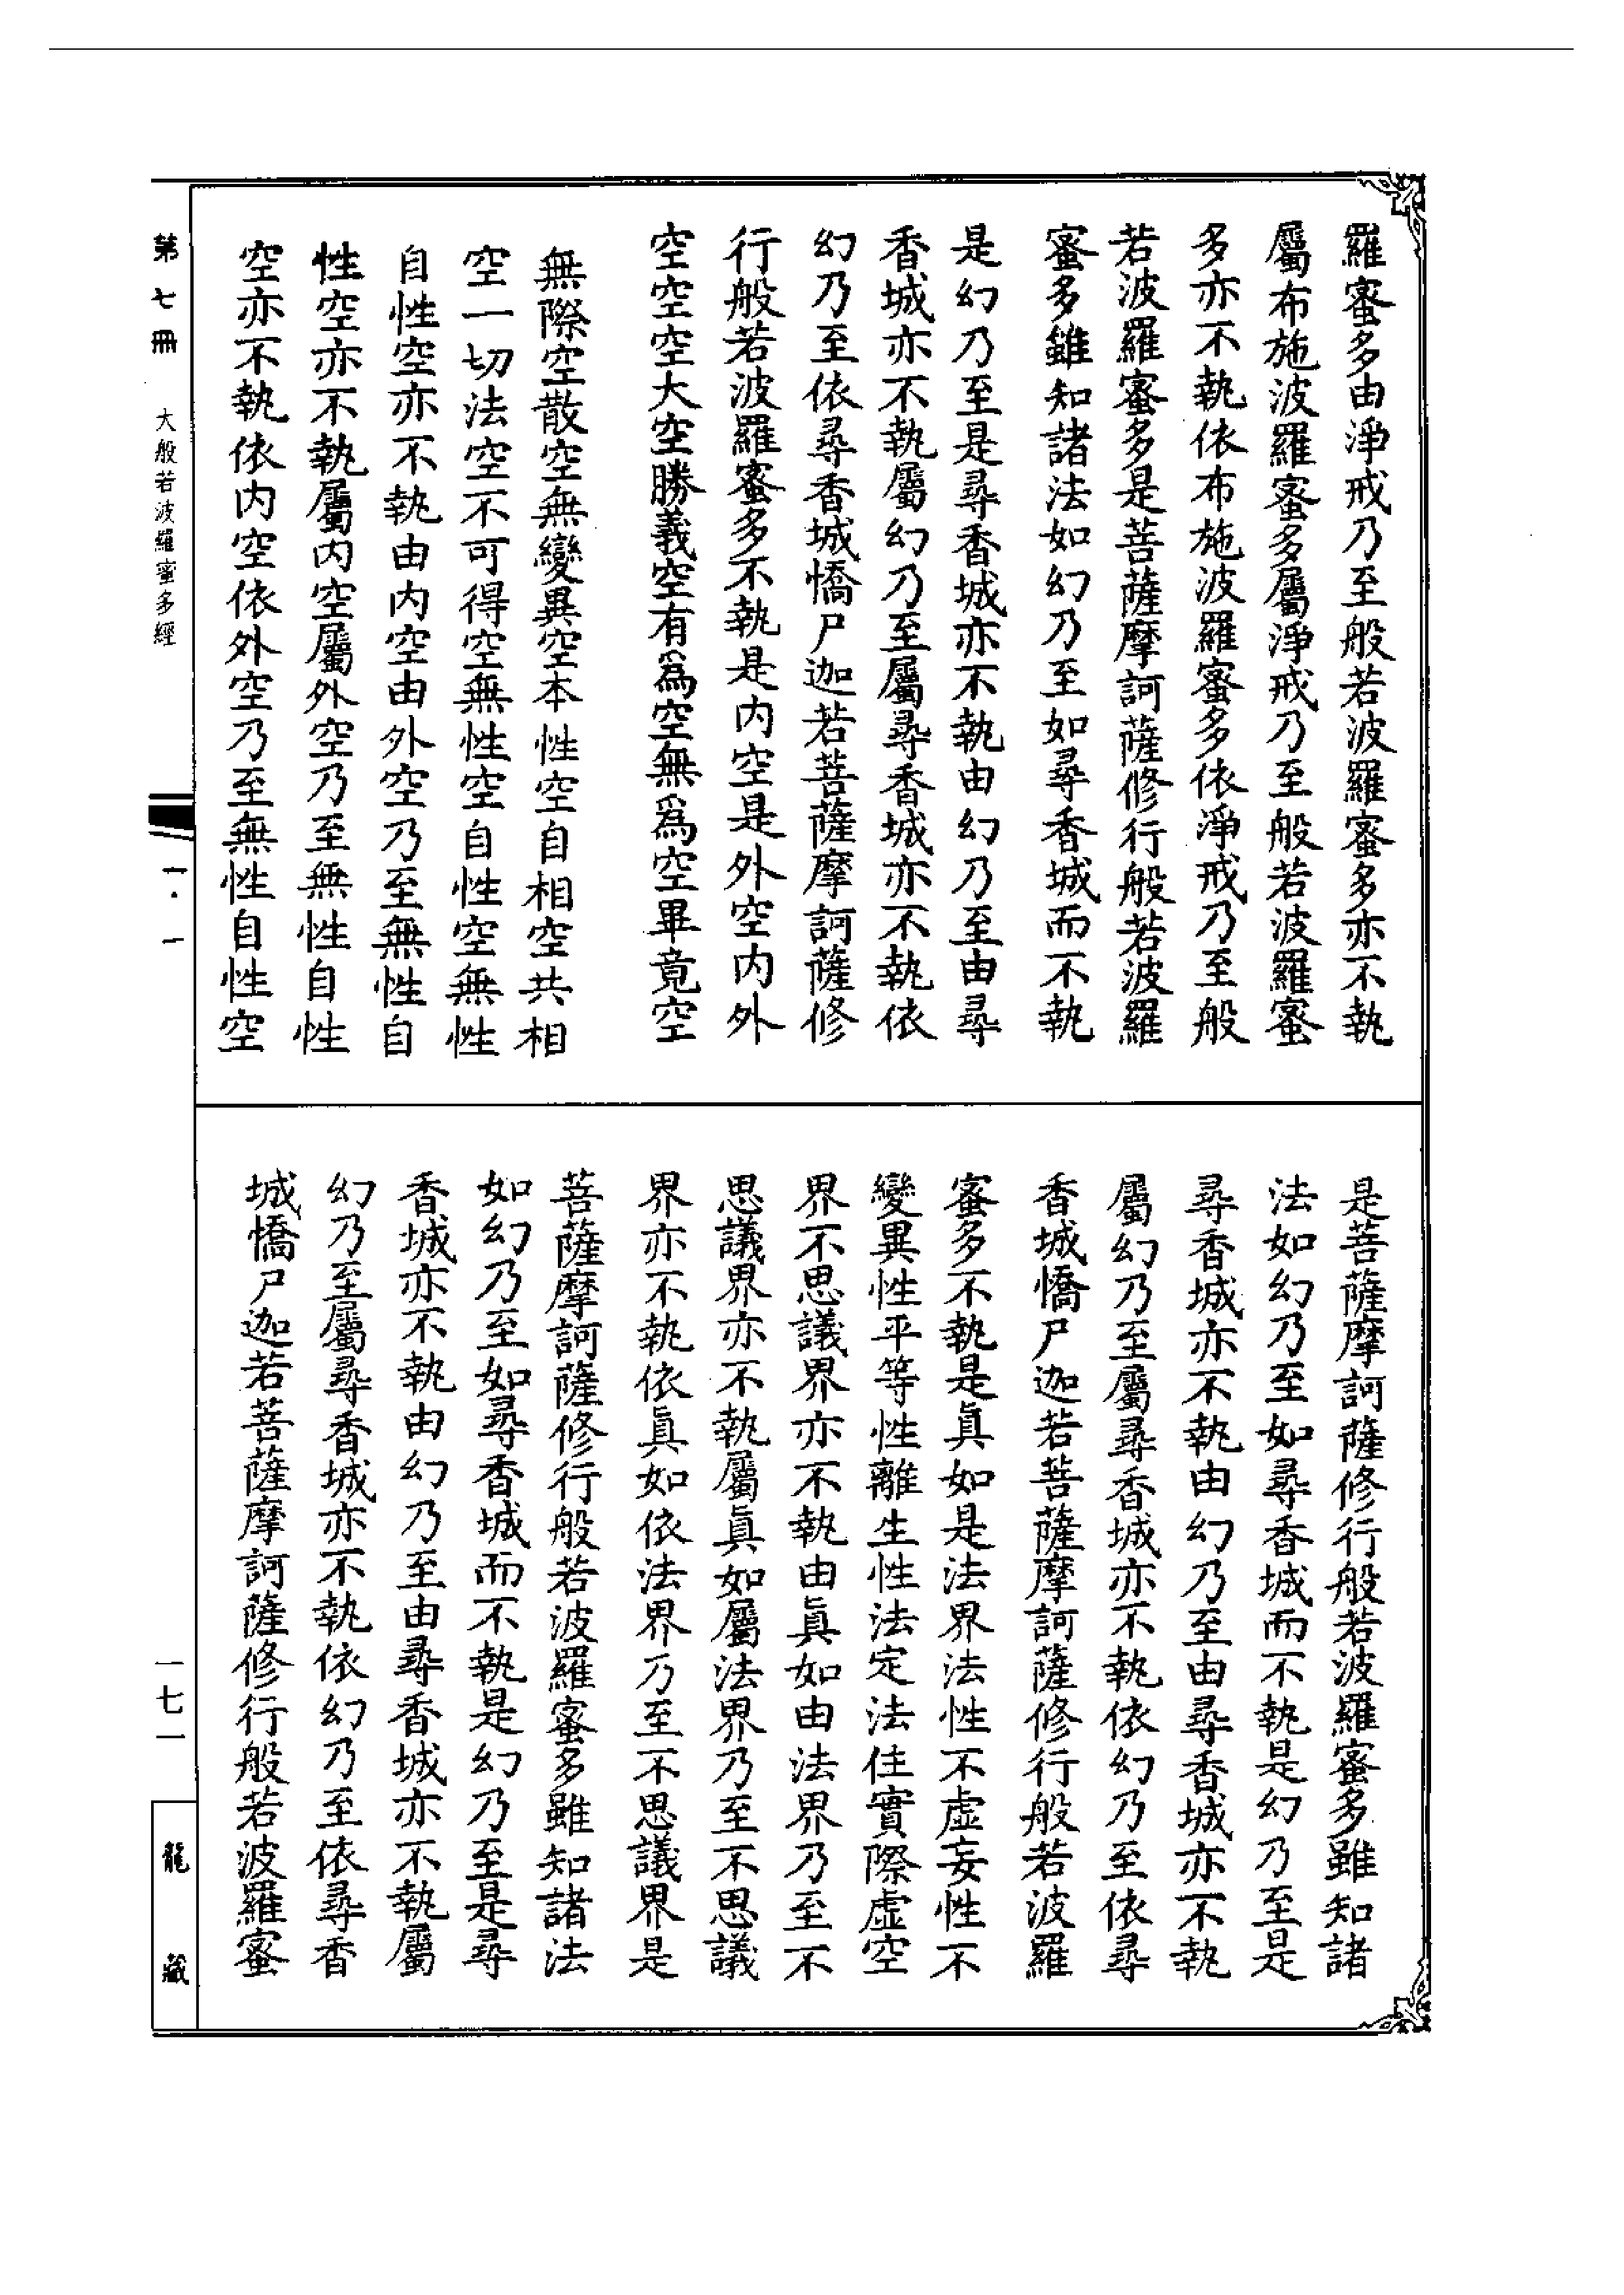 羅蜜多由淨戒乃至般若波羅蜜多亦不執
屬布施波羅蜜多屬淨戒乃至般若波羅蜜
多亦不執依布施波羅蜜多依淨戒乃至般
若波羅蜜多是菩薩摩訶薩修行般若波羅
蜜多雖知諸法如幻乃至如尋香城而不執
是幻乃至是尋香城亦不執由幻乃至由尋
香城亦不執屬幻乃至屬尋香城亦不執依
幻乃至依尋香城憍尸迦若菩薩摩訶薩修
行般若波羅蜜多不執是內空是外空內外
空空空大空勝義空有爲空無爲空畢竟空
無際空散空無變異空本性空自相空共相
空一切法空不可得空無性空自性空無性
自性空亦不執由內空由外空乃至無性自
性空亦不執屬內空屬外空乃至無性自性
空亦不執依內空依外空乃至無性自性空
是菩薩摩訶薩修行般若波羅蜜多雖知諸
法如幻乃至如尋香城而不執是幻乃至是
尋香城亦不執由幻乃至由尋香城亦不執
屬幻乃至屬尋香城亦不執依幻乃至依尋
香城憍尸迦若菩薩摩訶薩修行般若波羅
蜜多不執是眞如是法界法性不虛妄性不
變異性平等性離生性法定法住實際虛空
界不思議界亦不執由眞如由法界乃至不
思議界亦不執屬眞如屬法界乃至不思議
界亦不執依眞如依法界乃至不思議界是
菩薩摩訶薩修行般若波羅蜜多雖知諸法
如幻乃至如尋香城而不執是幻乃至是尋
香城亦不執由幻乃至由尋香城亦不執屬
幻乃至屬尋香城亦不執依幻乃至依尋香
城憍尸迦若菩薩摩訶薩修行般若波羅蜜
第七冊 大般若波羅蜜多經
一·一
一七一
龍藏